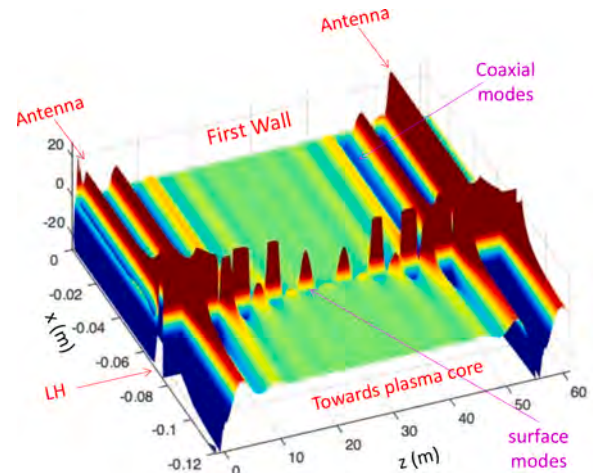 Antenna
Coaxial
modes
Antenna
First Wall
20
0
-20
0
-0.02
-0.04
-0.06
-0.08
-0.1
-0.12
x (m)
LH
Towards plasma core
0
10
20
30
40
50
60
z (m)
surface
modes